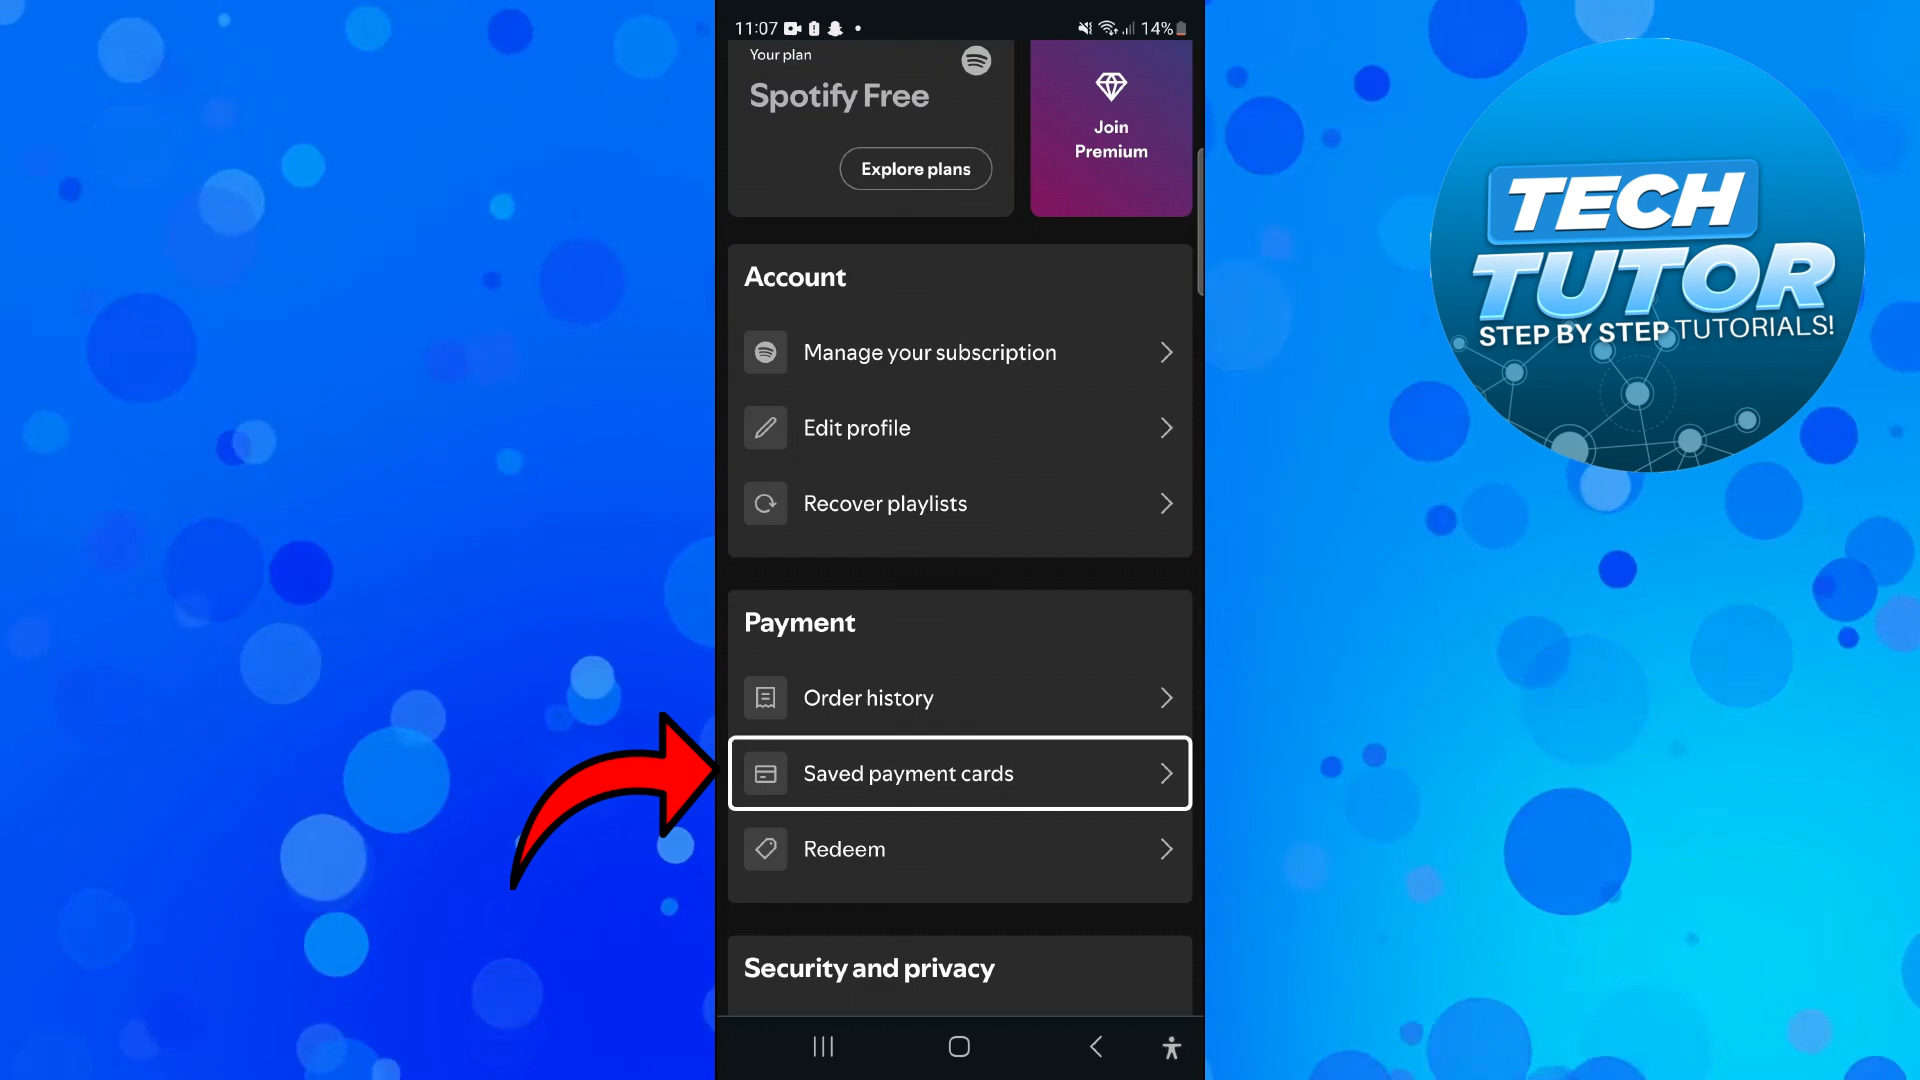 11:07
14%
Your plan
Spotify Free
Explore plans
Join
Premium
Account
Manage your subscription
Edit profile
Recover playlists
Payment
Order history
Saved payment cards
Redeem
Security and privacy
TECH
TUTOR
STEP BY STEP TUTORIALS!